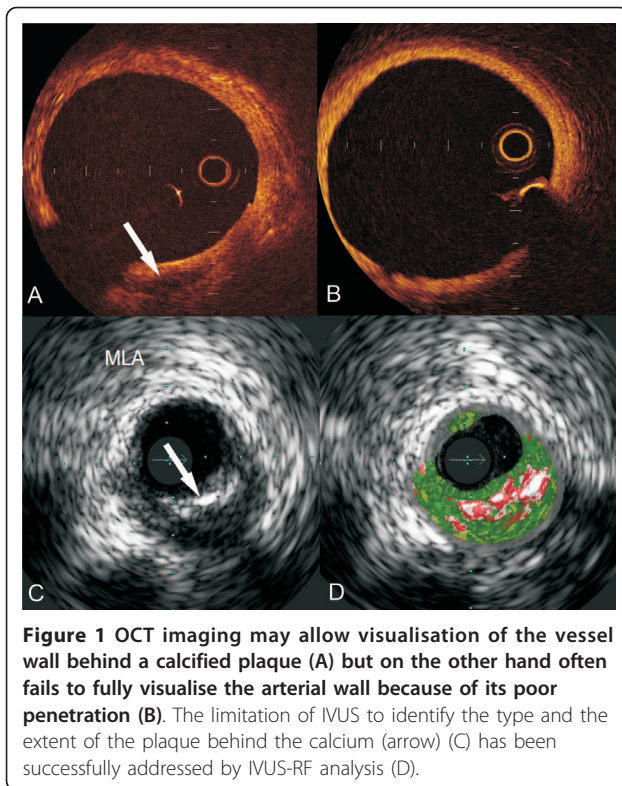 A
B
MLA
C
D
Figure 1 OCT imaging may allow visualisation of the vessel
wall behind a calcified plaque (A) but on the other hand often
fails to fully visualise the arterial wall because of its poor
penetration (B). The limitation of IVUS to identify the type and the
extent of the plaque behind the calcium (arrow) (C) has been
successfully addressed by IVUS-RF analysis (D).